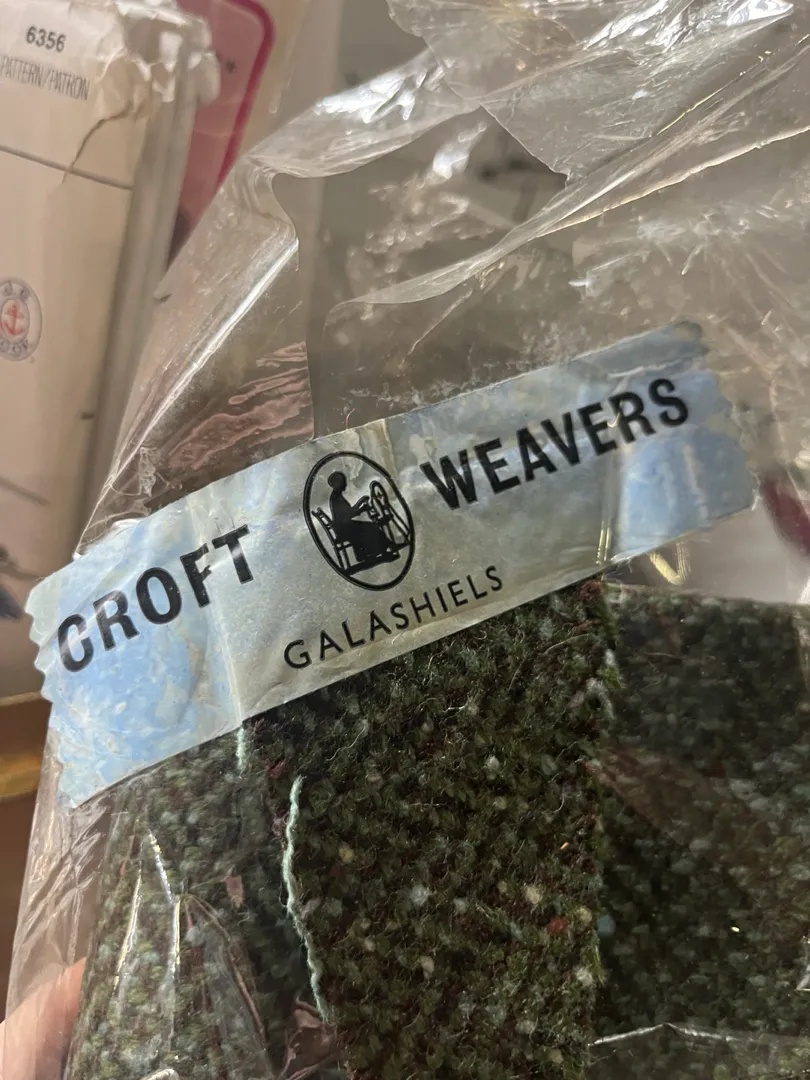 6356
PATTERN/PATRON
CROFT WEAVERS
GALASHIELS